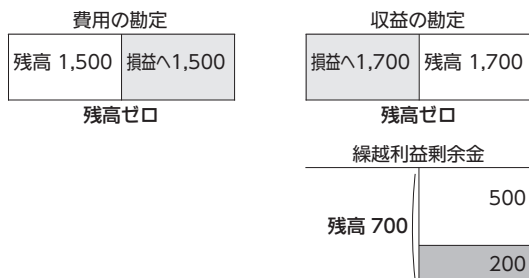 費用の勘定
残高 1,500 損益へ1,500
残高ゼロ
収益の勘定
損益へ1,700 残高 1,700
残高ゼロ
繰越利益剰余金
500
残高 700
200